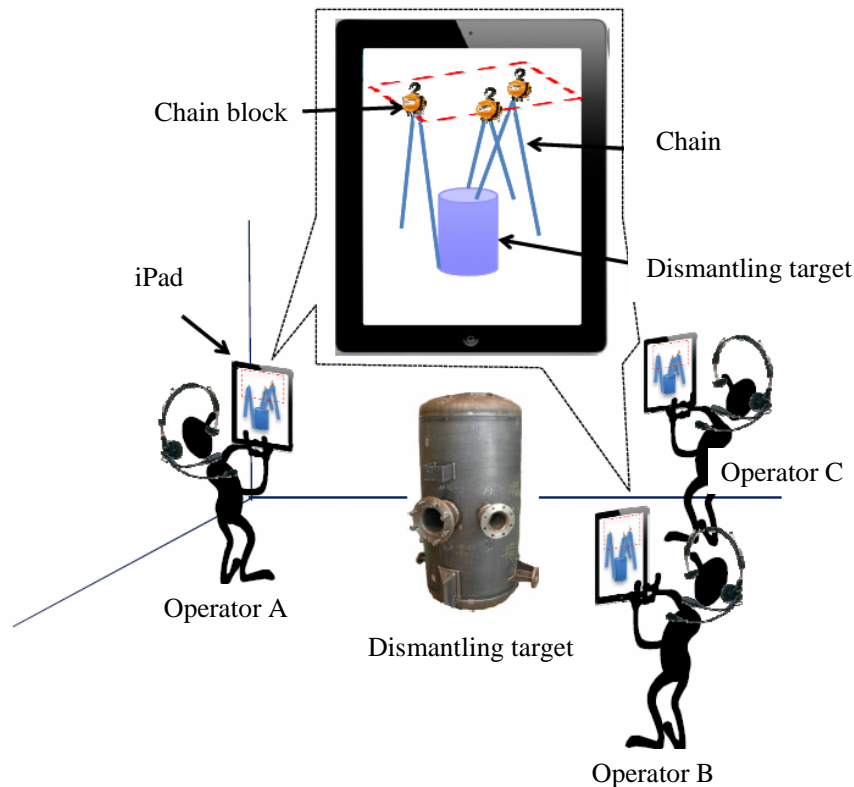 Chain block
Chain
Dismantling target
iPad
Operator C
Operator A
Dismantling target
Operator B